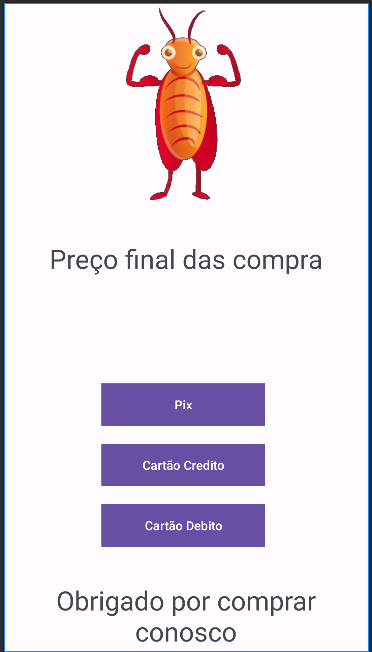 Preço final das compra
Pix
Cartão Credito
Cartão Debito
Obrigado por comprar
conosco